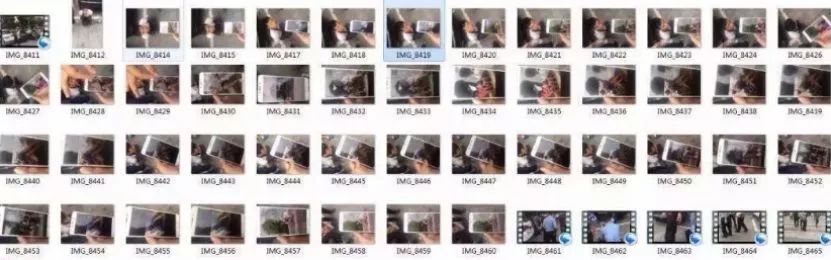 IMG_8411 IMG_8412 IMG_8414 IMG_8415 IMG_8417 IMG_8418 IMG_8419 IMG_8420 IMG_8421 IMG_8422 IMG_8423 IMG_8424 IMG_8426
IMG_8427 IMG_8428 IMG_8429 IMG_8430 IMG_8431 IMG_8432 IMG_8433 IMG_8434 IMG_8435 IMG_8436 IMG_8437 IMG_8438 IMG_8439
IMG_8440 IMG_8441 IMG_8442 IMG_8443 IMG_8444 IMG_8445 IMG_8446 IMG_8447 IMG_8448 IMG_8449 IMG_8450 IMG_8451 IMG_8452
IMG_8453 IMG_8454 IMG_8455 IMG_8456 IMG_8457 IMG_8458 IMG_8459 IMG_8460 IMG_8461 IMG_8462 IMG_8463 IMG_8464 IMG_8465